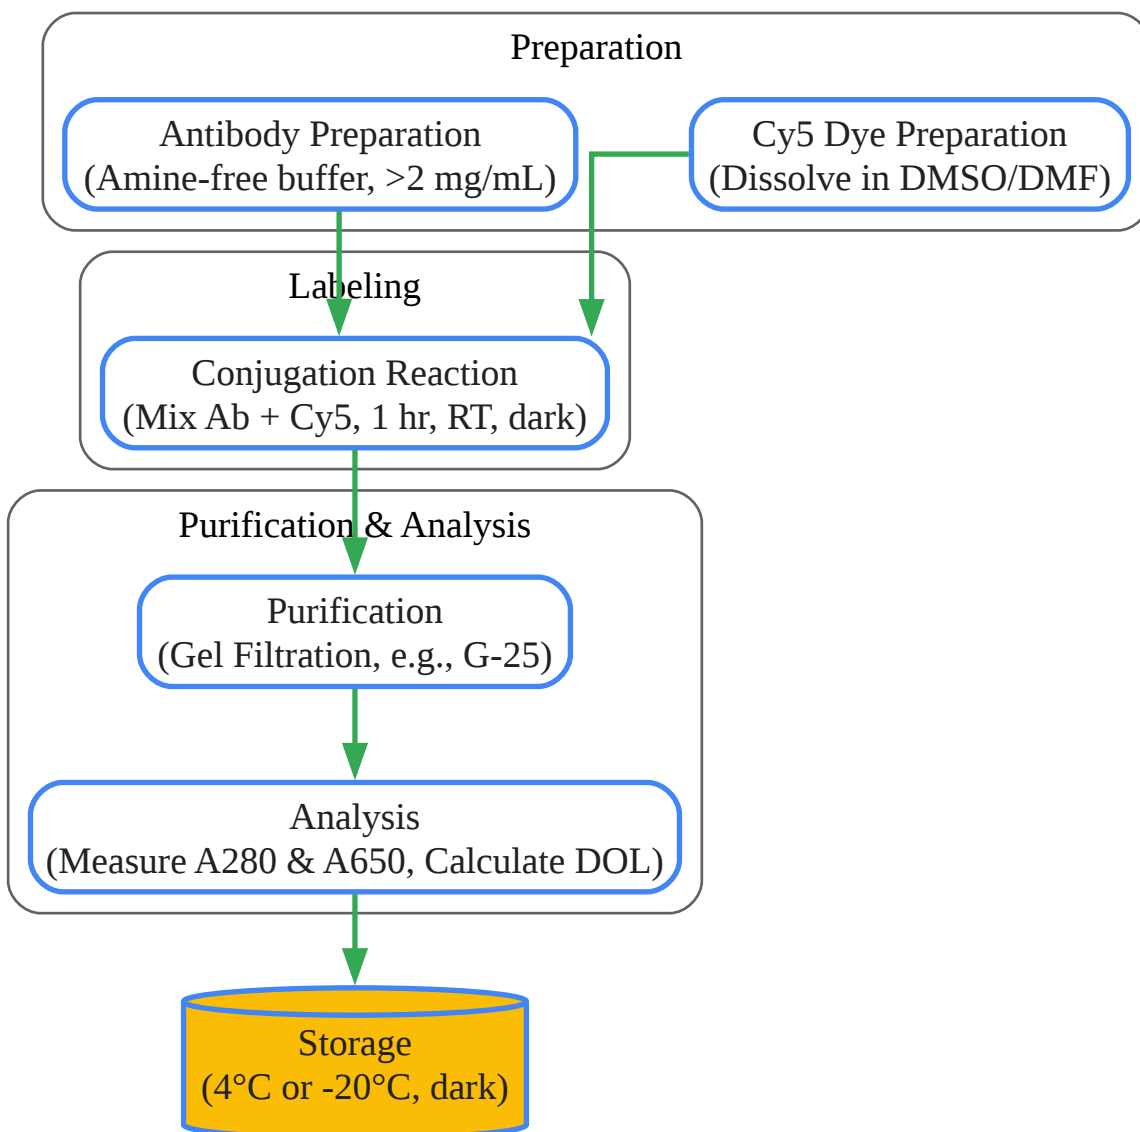 Preparation
Antibody Preparation
(Amine-free buffer, >2 mg/mL)
Cy5 Dye Preparation
(Dissolve in DMSO/DMF)
Labeling
Conjugation Reaction
(Mix Ab + Cy5, 1 hr, RT, dark)
Purification & Analysis
Purification
(Gel Filtration, e.g., G-25)
Analysis
(Measure A280 & A650, Calculate DOL)
Storage
(4°C or -20°C, dark)